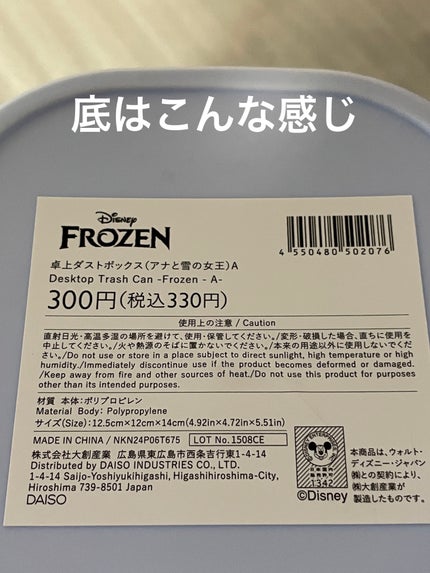 底はこんな感じ
Disney
FROZEN
卓上ダストボックス(アナと雪の女王)A
Desktop Trash Can -Frozen - A-
300円(税込330円)
4 550480 502076
使用上の注意 / Caution
直射日光・高温多湿の場所を避けて、使用・保管してください。/変形・破損した場合、直ちに使用を
中止してください。/火や熱源のそばに置かないでください。/本来の用途以外に使用しないでくださ
い。/Do not use or store in a place subject to direct sunlight, high temperature or high
humidity./Immediately discontinue use if the product becomes deformed or damaged.
/Keep away from fire and other sources of heat./Do not use this product for purposes
other than its intended purposes.
材質 本体:ポリプロピレン
Material Body: Polypropylene
サイズ(Size): 12.5cm×12cm×14cm(4.92in×4.72in×5.51in)
MADE IN CHINA / NKN24P06T675 LOT No. 1508CE
株式会社大創産業 広島県東広島市西条吉行東1-4-14
Distributed by DAISO INDUSTRIES CO., LTD.
1-4-14 Saijo-Yoshiyukihigashi, Higashihiroshima-City,
Hiroshima 739-8501 Japan
DAISO
1342
©Disney
本商品は、ウォルト・
ディズニー・ジャパン
㈱との契約により、
㈱大創産業が
製造したものです。